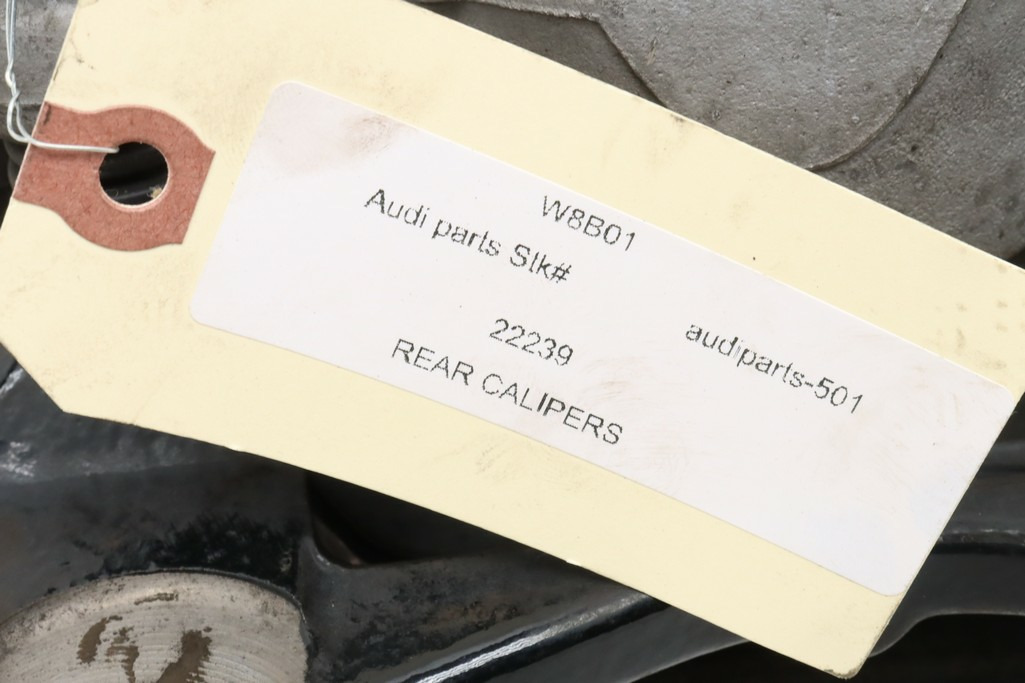 W8B01
Audi parts Stk#
audiparts-501
22239
REAR CALIPERS